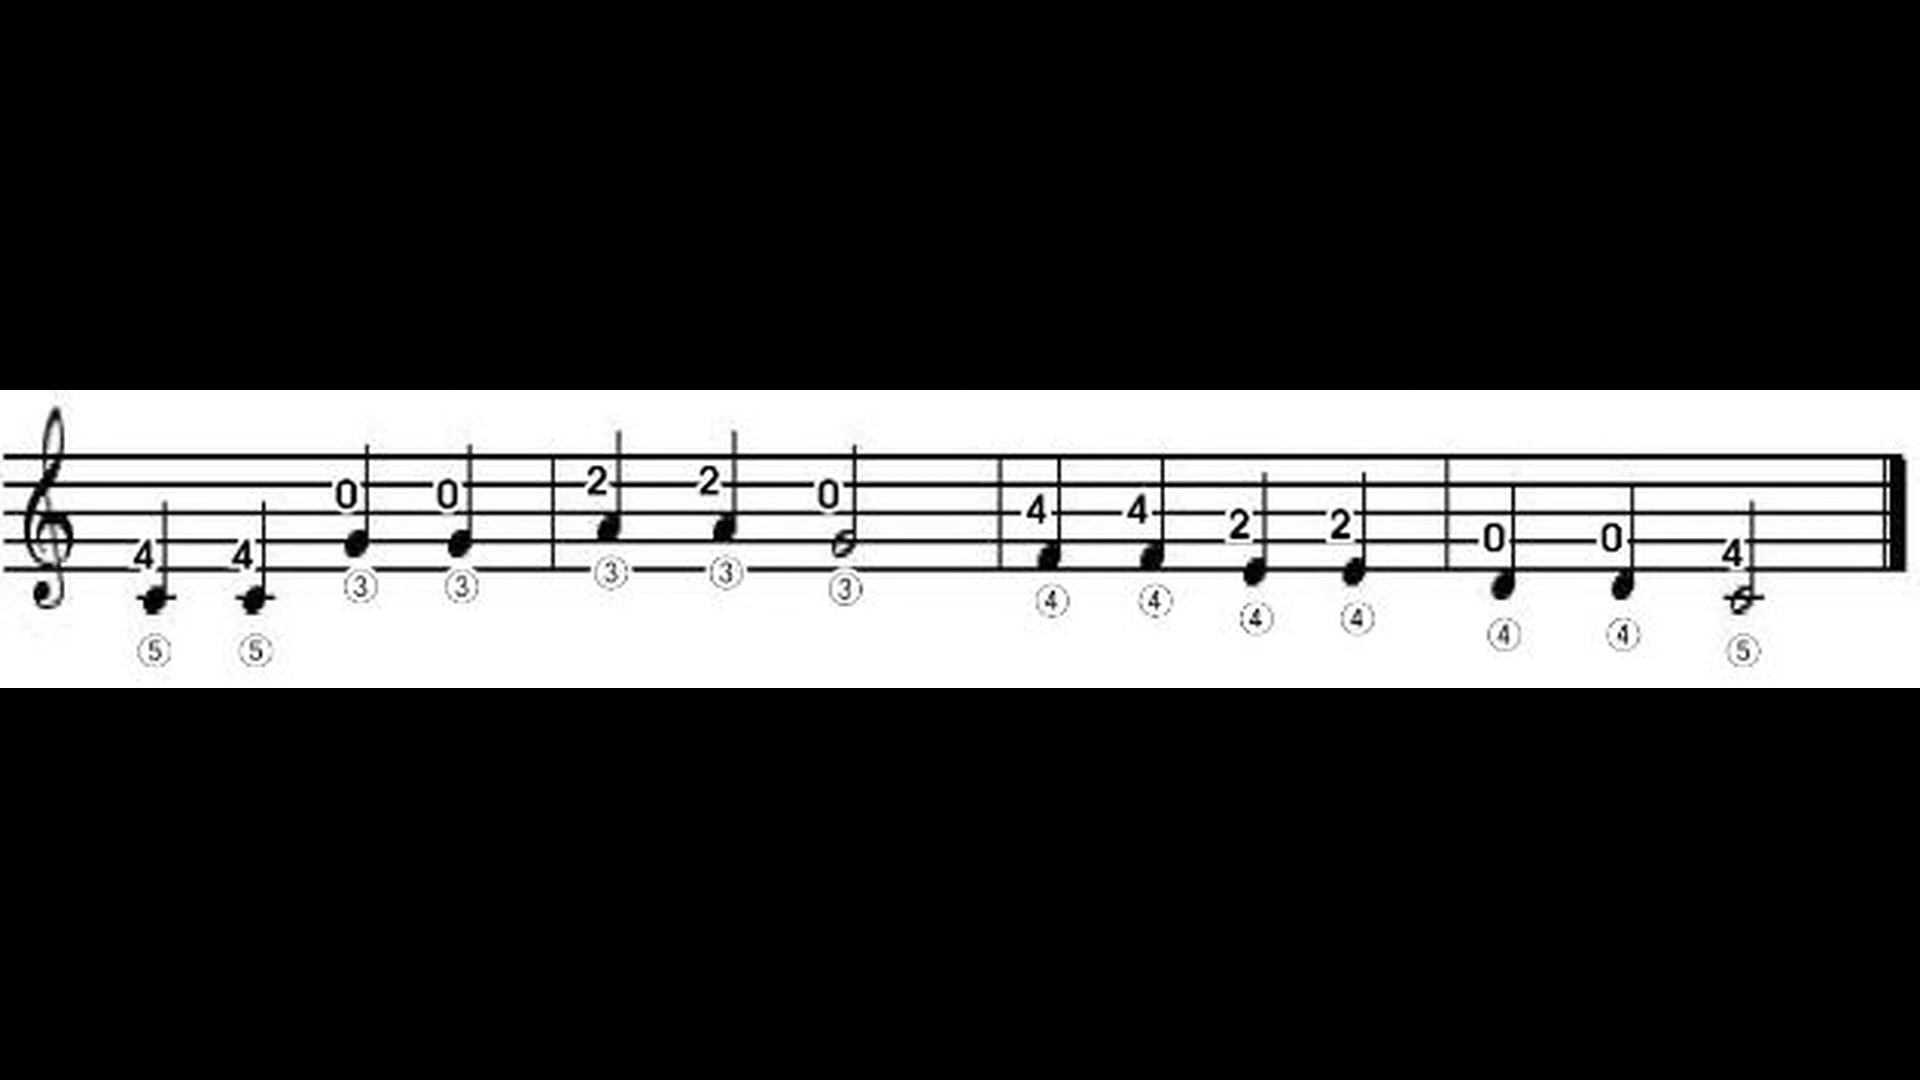 4 4 0 0 2 2 0 4 4 2 2 0 0 4
⑤ ⑤ ③ ③ ③ ③ ③ ④ ④ ④ ④ ④ ④ ⑤